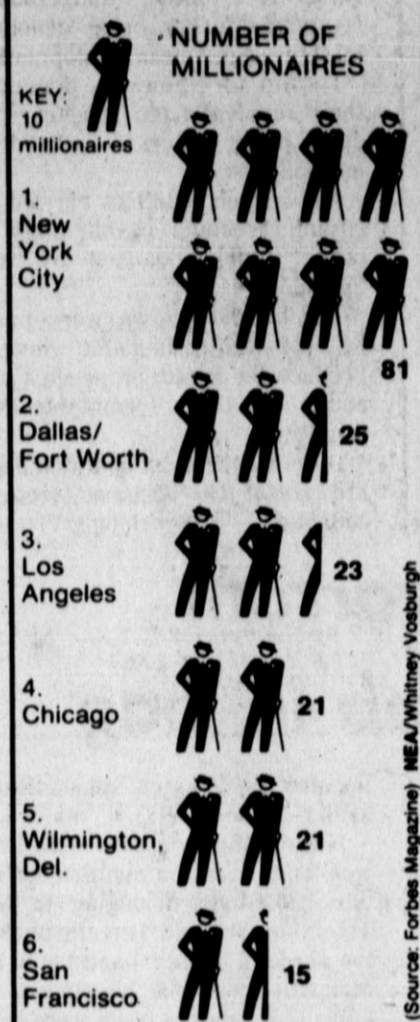 NUMBER OF
MILLIONAIRES
KEY:
10
millionaires
1.
New
York
City
81
2.
Dallas/
Fort Worth
25
3.
Los
Angeles
23
4.
Chicago
21
5.
Wilmington,
Del.
21
6.
San
Francisco
15
(Source: Forbes Magazine) NEA/Whitney Vosburgh